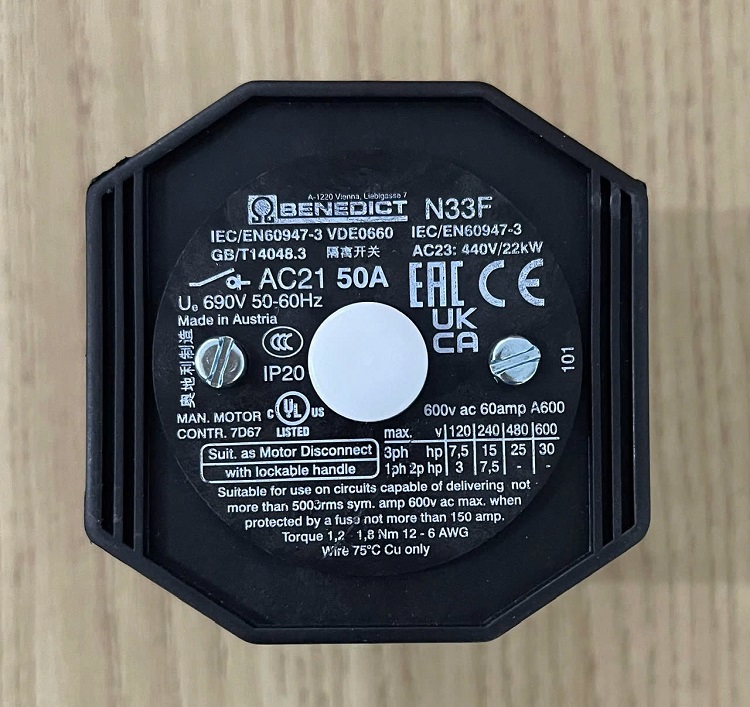 A-1220 Vienna, Lieblgasse 7
BENEDICT N33F
IEC/EN60947-3 VDE0660 IEC/EN60947-3
GB/T14048.3 隔离开关 AC23: 440V/22kW
AC21 50A EAC CE
Ue 690V 50-60Hz UK
Made in Austria CA
奥地利制造
CCC
IP20
101
600v ac 60amp A600
MAN. MOTOR C UL US
CONTR. 7D67 LISTED
max. v 120 240 480 600
3ph hp 7,5 15 25 30
1ph 2p hp 3 7,5 - -
Suit. as Motor Disconnect
with lockable handle
Suitable for use on circuits capable of delivering not
more than 5000rms sym. amp 600v ac max. when
protected by a fuse not more than 150 amp.
Torque 1,2 - 1,8 Nm 12 - 6 AWG
Wire 75°C Cu only